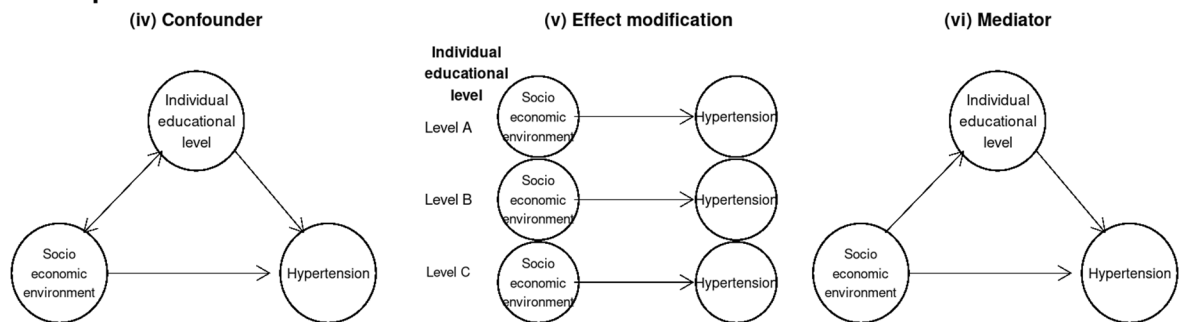 (iv) Confounder
Individual
educational
level
Socio
economic
environment
Hypertension
(v) Effect modification
Individual
educational
level
Level A
Socio
economic
environment
Hypertension
Level B
Socio
economic
environment
Hypertension
Level C
Socio
economic
environment
Hypertension
(vi) Mediator
Individual
educational
level
Socio
economic
environment
Hypertension